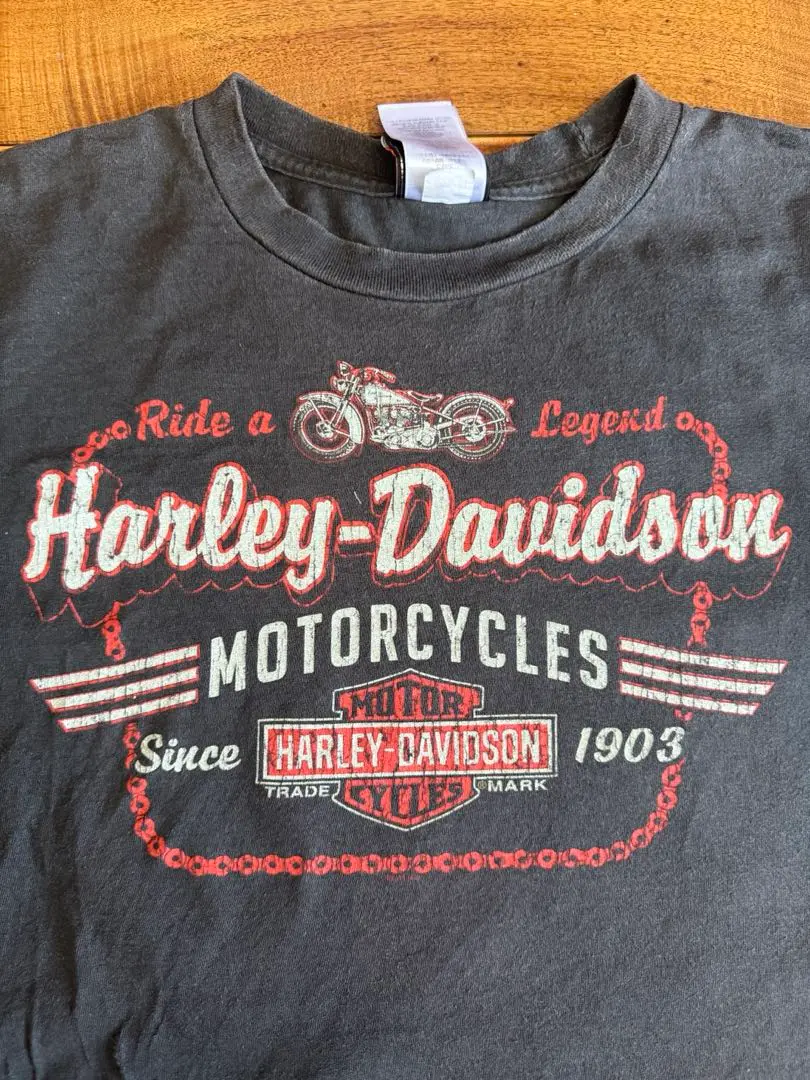 Ride a Legend
Harley-Davidson
MOTORCYCLES
MOTOR
Since HARLEY-DAVIDSON 1903
TRADE ®MARK
CYCLES